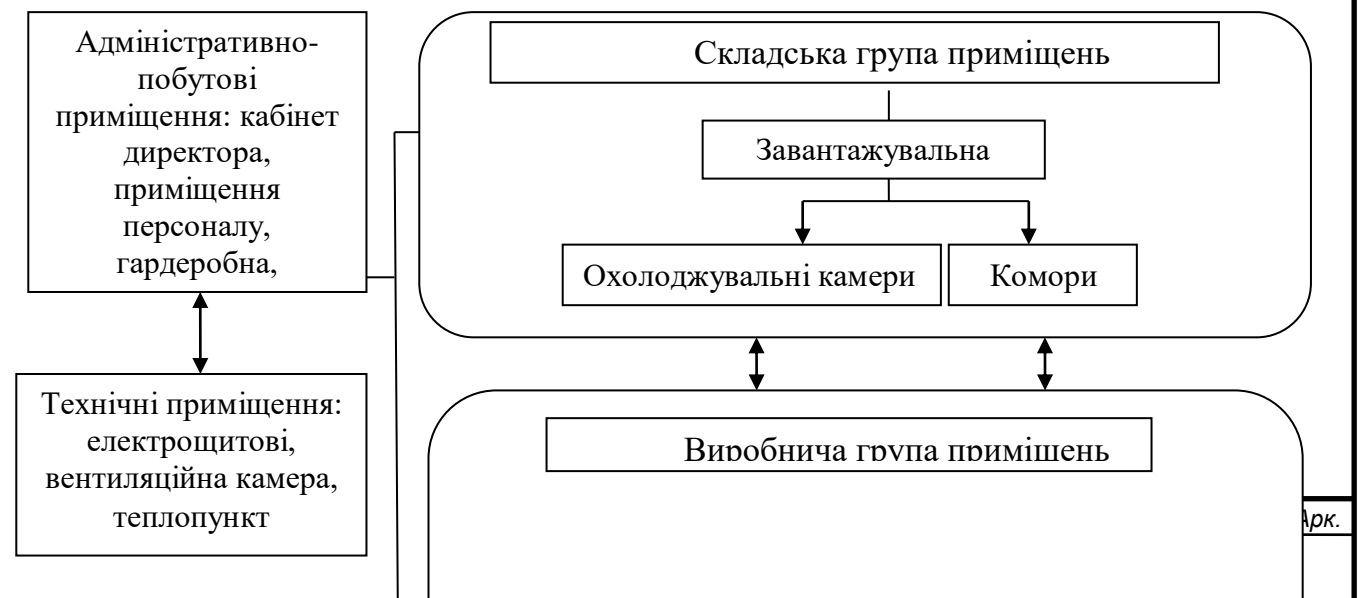 Адміністративно-
побутові
приміщення: кабінет
директора,
приміщення
персоналу,
гардеробна,
Складська група приміщень
Завантажувальна
Охолоджувальні камери
Комори
Технічні приміщення:
електрощитові,
вентиляційна камера,
теплопункт
Виробнича група приміщень
Арк.